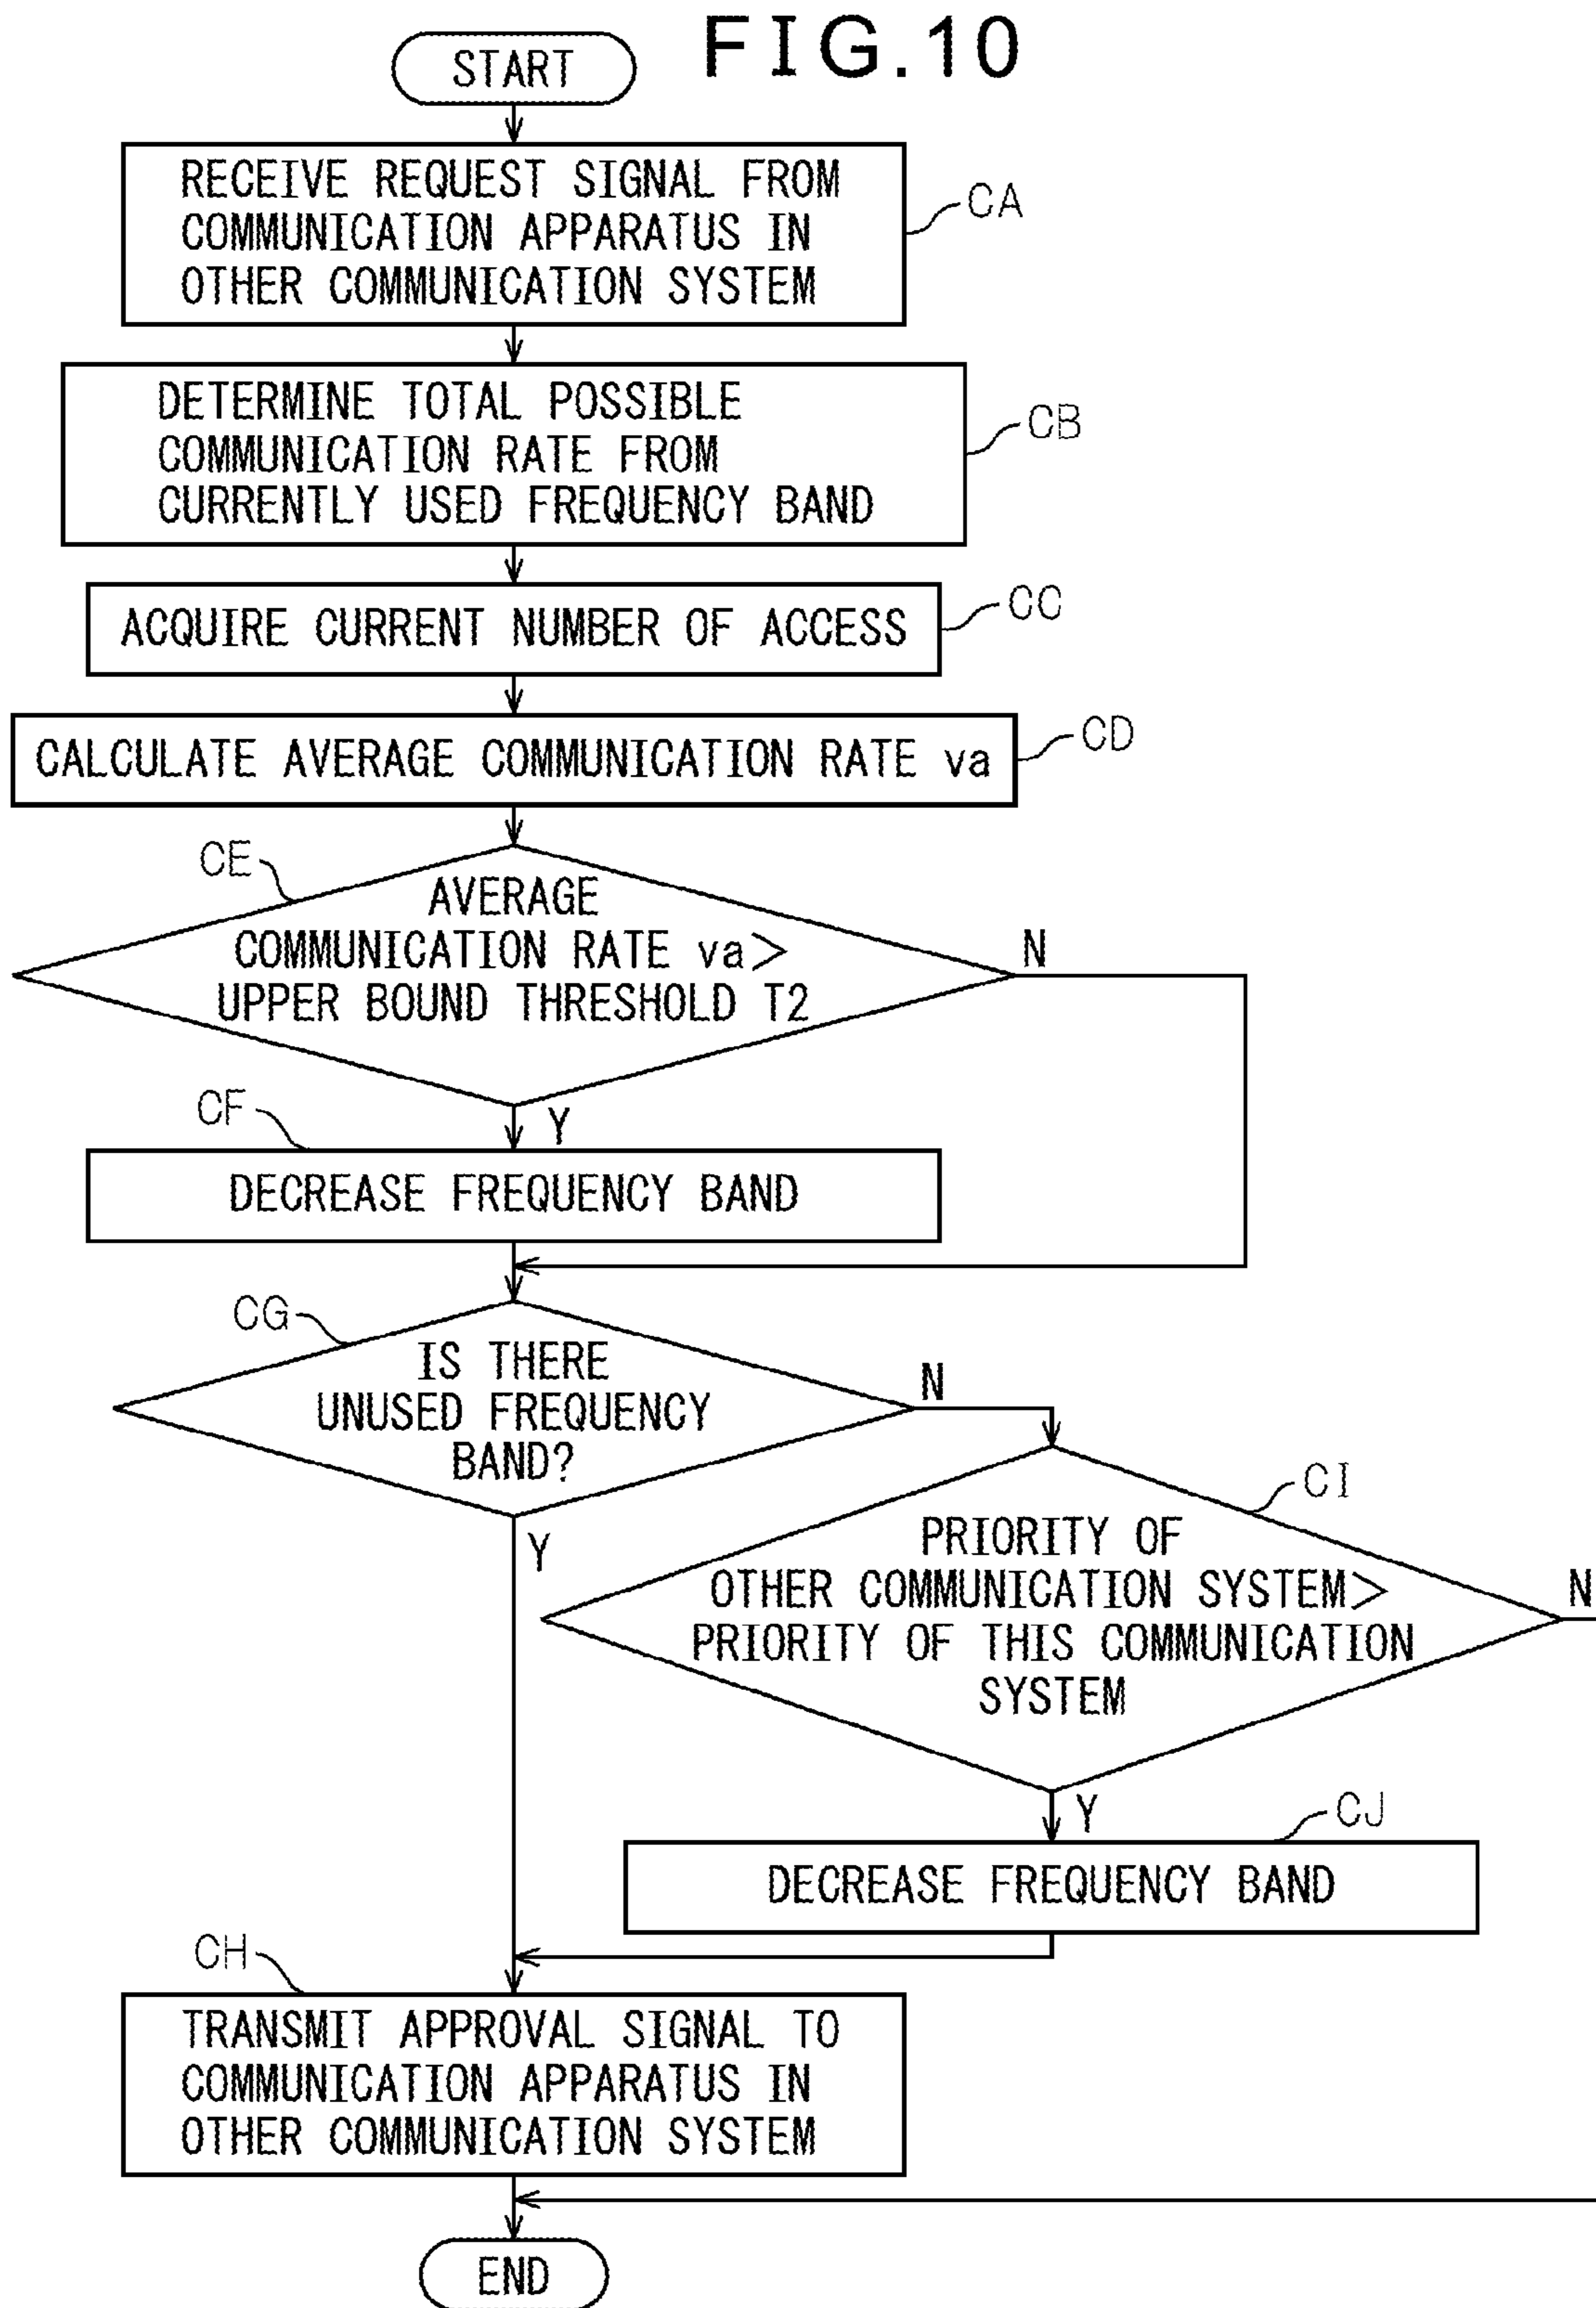 FIG.10
START
RECEIVE REQUEST SIGNAL FROM
COMMUNICATION APPARATUS IN
OTHER COMMUNICATION SYSTEM
CA
DETERMINE TOTAL POSSIBLE
COMMUNICATION RATE FROM
CURRENTLY USED FREQUENCY BAND
CB
ACQUIRE CURRENT NUMBER OF ACCESS
CC
CALCULATE AVERAGE COMMUNICATION RATE va
CD
CE
AVERAGE
COMMUNICATION RATE va>
UPPER BOUND THRESHOLD T2
N
Y
CF
DECREASE FREQUENCY BAND
CG
IS THERE
UNUSED FREQUENCY
BAND?
N
Y
CI
PRIORITY OF
OTHER COMMUNICATION SYSTEM>
PRIORITY OF THIS COMMUNICATION
SYSTEM
N
Y
CJ
DECREASE FREQUENCY BAND
CH
TRANSMIT APPROVAL SIGNAL TO
COMMUNICATION APPARATUS IN
OTHER COMMUNICATION SYSTEM
END